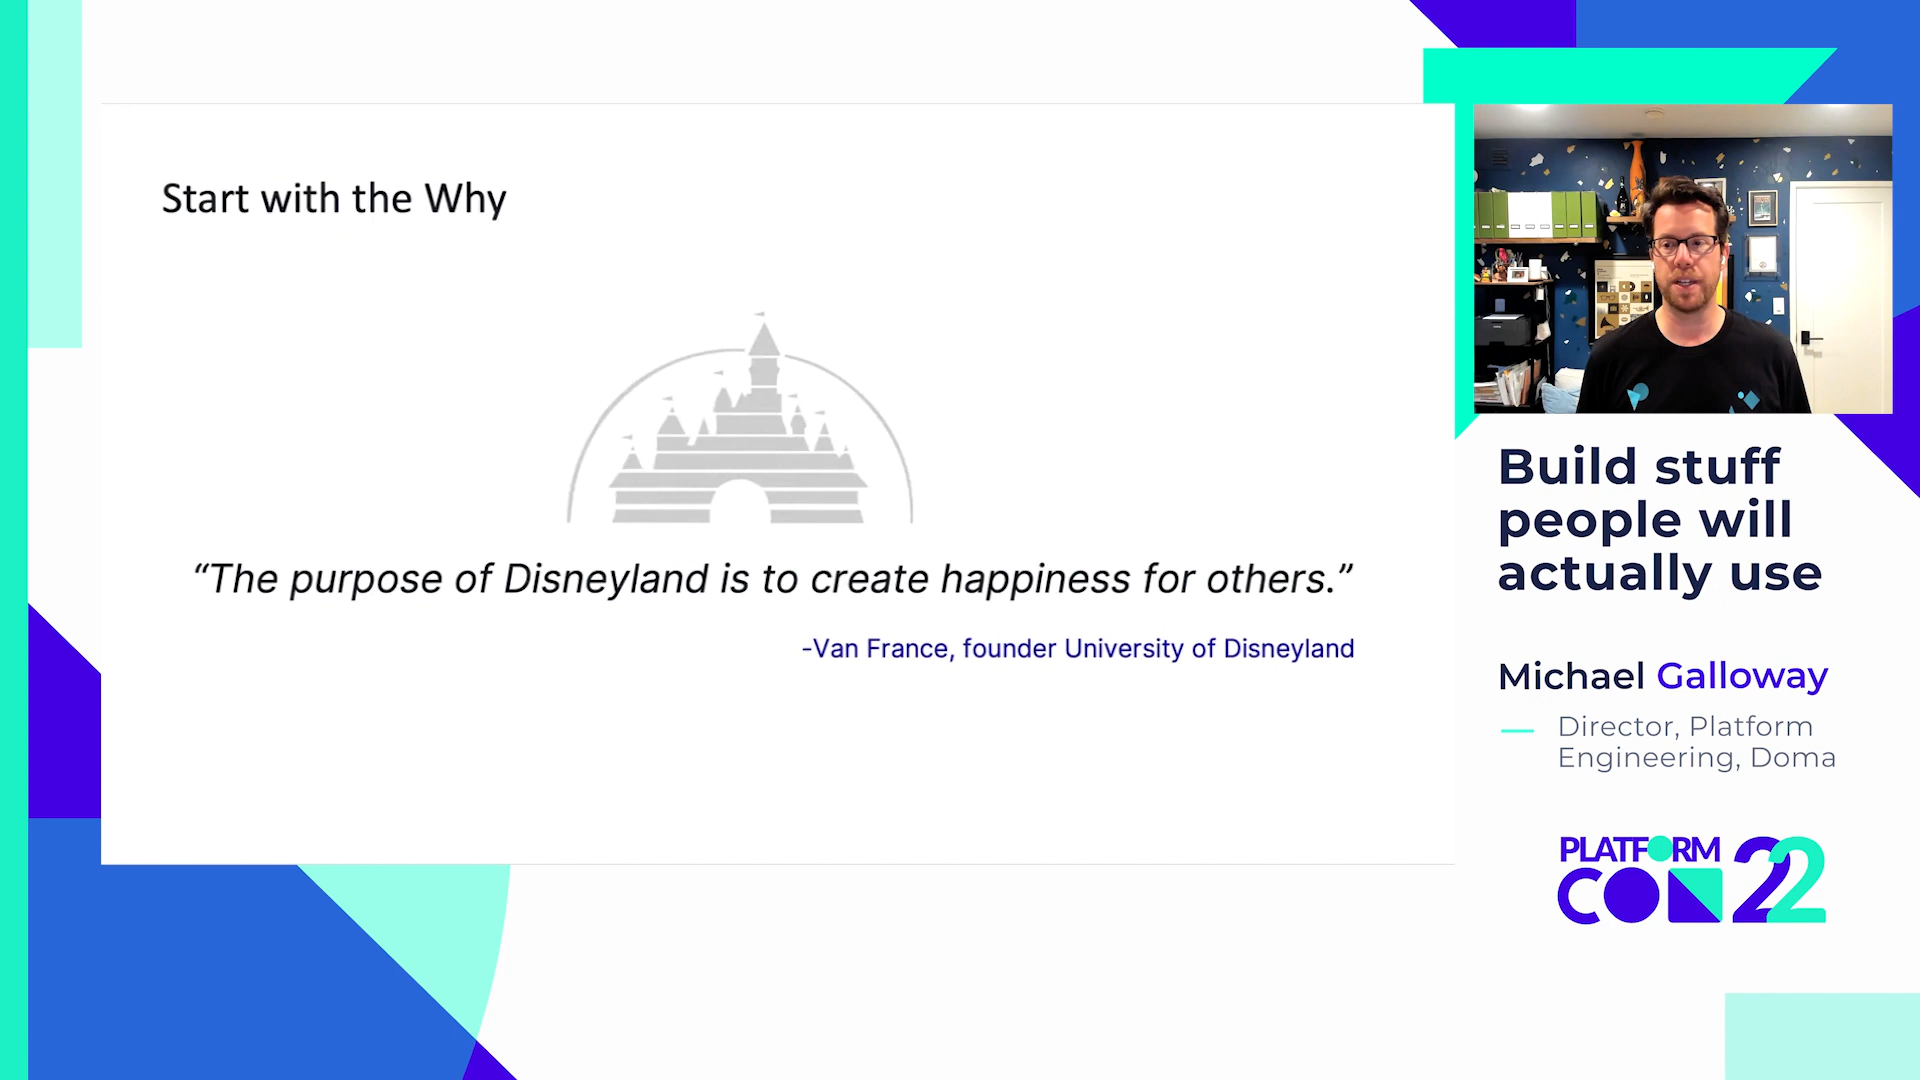 Start with the Why
“The purpose of Disneyland is to create happiness for others.”
-Van France, founder University of Disneyland
Build stuff
people will
actually use
Michael Galloway
Director, Platform
Engineering, Doma
PLATFORM
CON 22